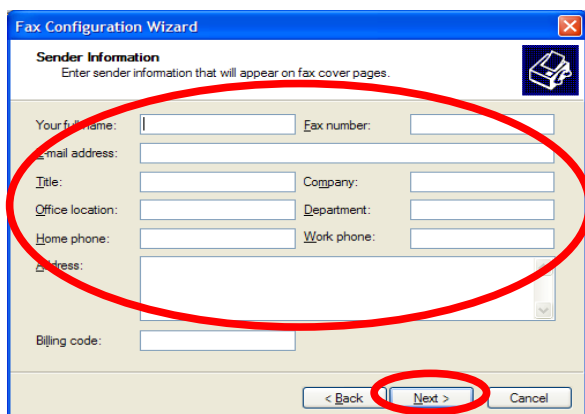 Fax Configuration Wizard
Sender Information
Enter sender information that will appear on fax cover pages.
Your full name: Fax number:
E-mail address:
Title: Company:
Office location: Department:
Home phone: Work phone:
Address:
Billing code:
< Back Next > Cancel